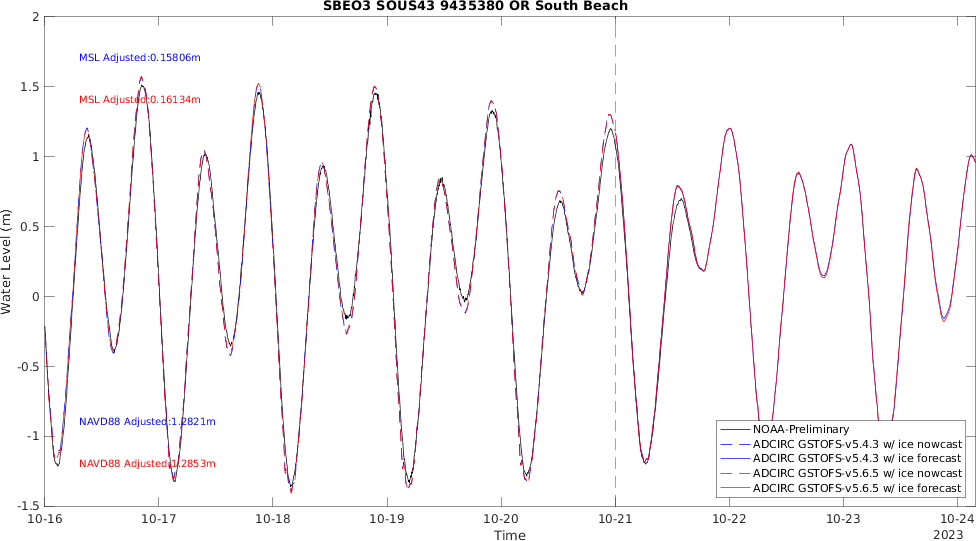 SBEO3 SOUS43 9435380 OR South Beach
2
1.5
1
0.5
0
-0.5
-1
-1.5
Water Level (m)
MSL Adjusted:0.15806m
MSL Adjusted:0.16134m
NAVD88 Adjusted:1.2821m
NAVD88 Adjusted:1.2853m
NOAA-Preliminary
ADCIRC GSTOFS-v5.4.3 w/ ice nowcast
ADCIRC GSTOFS-v5.4.3 w/ ice forecast
ADCIRC GSTOFS-v5.6.5 w/ ice nowcast
ADCIRC GSTOFS-v5.6.5 w/ ice forecast
10-16 10-17 10-18 10-19 10-20 10-21 10-22 10-23 10-24
Time
2023